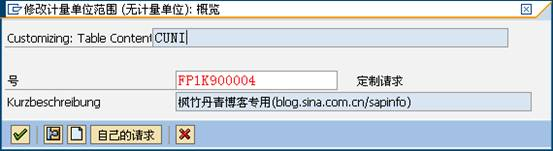 修改计量单位范围 (无计量单位): 概览
Customizing: Table Content CUNI
号 FP1K900004 定制请求
Kurzbeschreibung 枫竹丹青博客专用(blog.sina.com.cn/sapinfo)
自己的请求